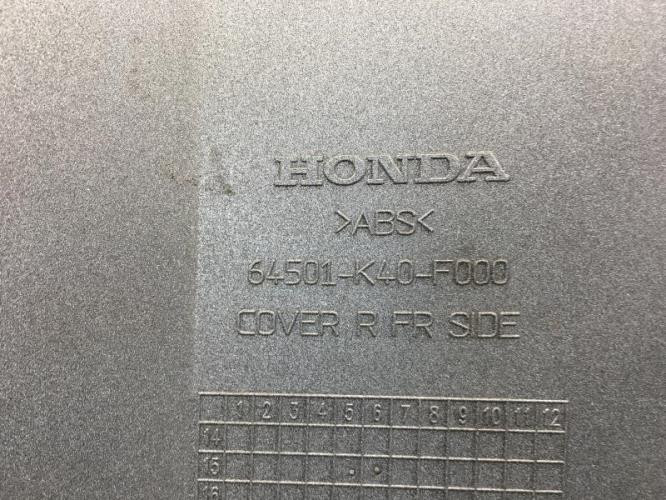 HONDA
>ABS<
64501-K40-F000
COVER R FR SIDE
1 2 3 4 5 6 7 8 9 10 11 12
14
15
16